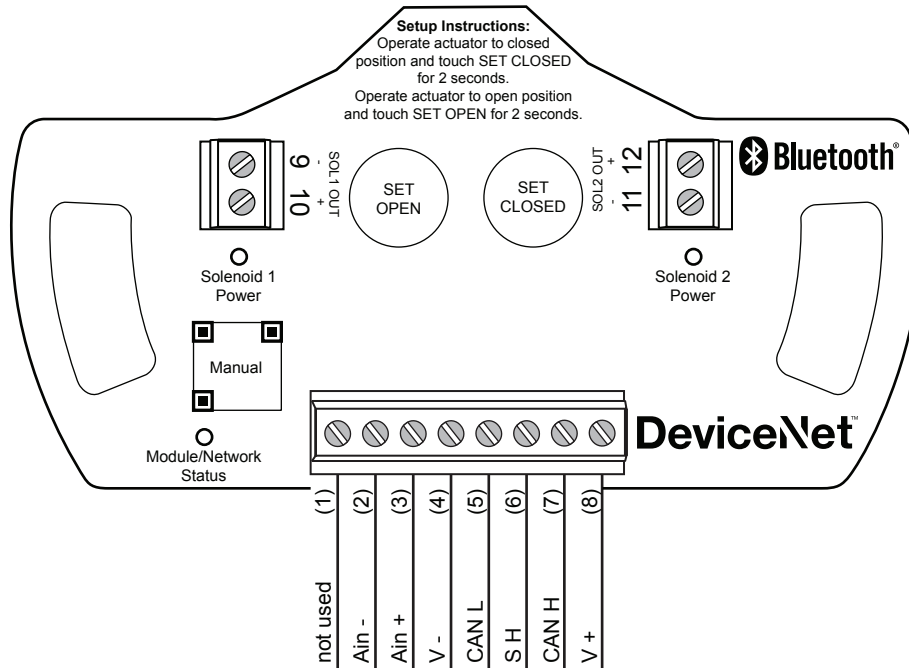 Setup Instructions:
Operate actuator to closed
position and touch SET CLOSED
for 2 seconds.
Operate actuator to open position
and touch SET OPEN for 2 seconds.
9 -
10 +
SOL1 OUT
SET
OPEN
SET
CLOSED
SOL2 OUT
+ 12
- 11
Bluetooth®
Solenoid 1
Power
Solenoid 2
Power
Manual
Module/Network
Status
DeviceNet™
not used (1)
Ain - (2)
Ain + (3)
V - (4)
CAN L (5)
S H (6)
CAN H (7)
V + (8)